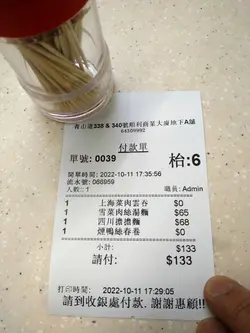 青山道338 & 340號順利商業大廈地下A舖
64359992
付款單
單號: 0039
枱:6
開單時間: 2022-10-11 17:35:56
流水號: 066959
人數: 1
職員: Admin
1 上海菜肉雲吞 $0
1 雪菜肉絲湯麵 $65
1 四川擔擔麵 $68
1 煙鴨絲春卷 $0
小計: $133
請付: $133
打印時間: 2022-10-11 17:29:05
請到收銀處付款. 謝謝惠顧!!